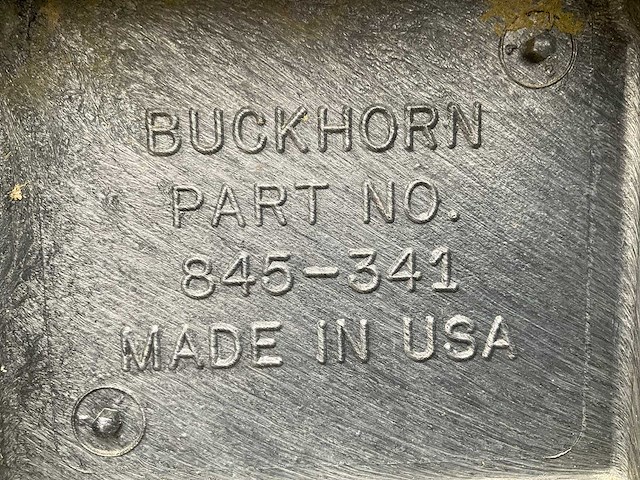 BUCKHORN
PART NO.
845-341
MADE IN USA